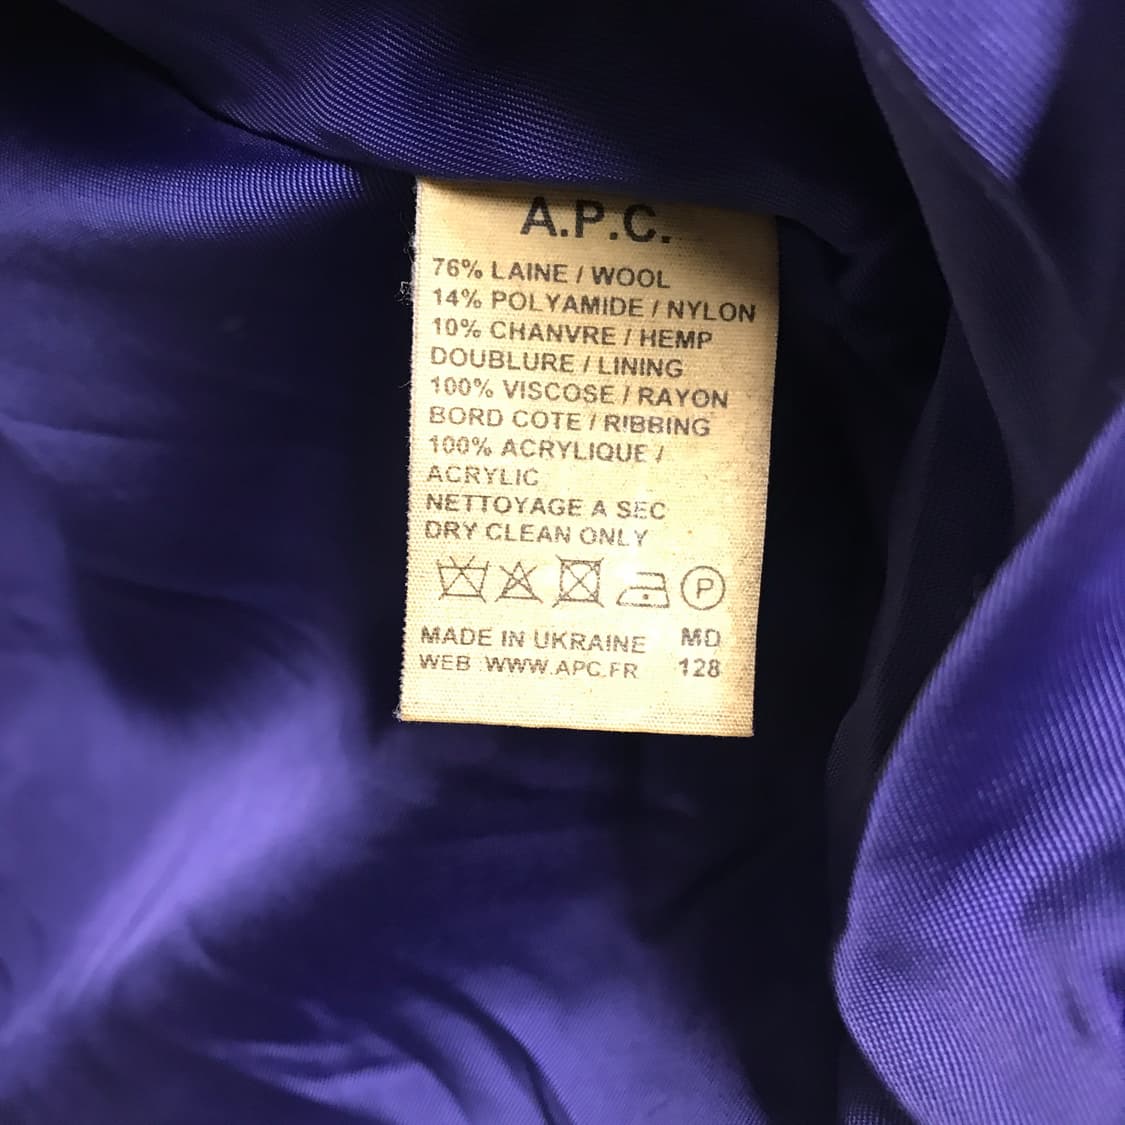 A.P.C.
76% LAINE / WOOL
14% POLYAMIDE / NYLON
10% CHANVRE / HEMP
DOUBLURE / LINING
100% VISCOSE / RAYON
BORD COTE / RIBBING
100% ACRYLIQUE /
ACRYLIC
NETTOYAGE A SEC
DRY CLEAN ONLY
P
MADE IN UKRAINE MD
WEB :WWW.APC.FR 128